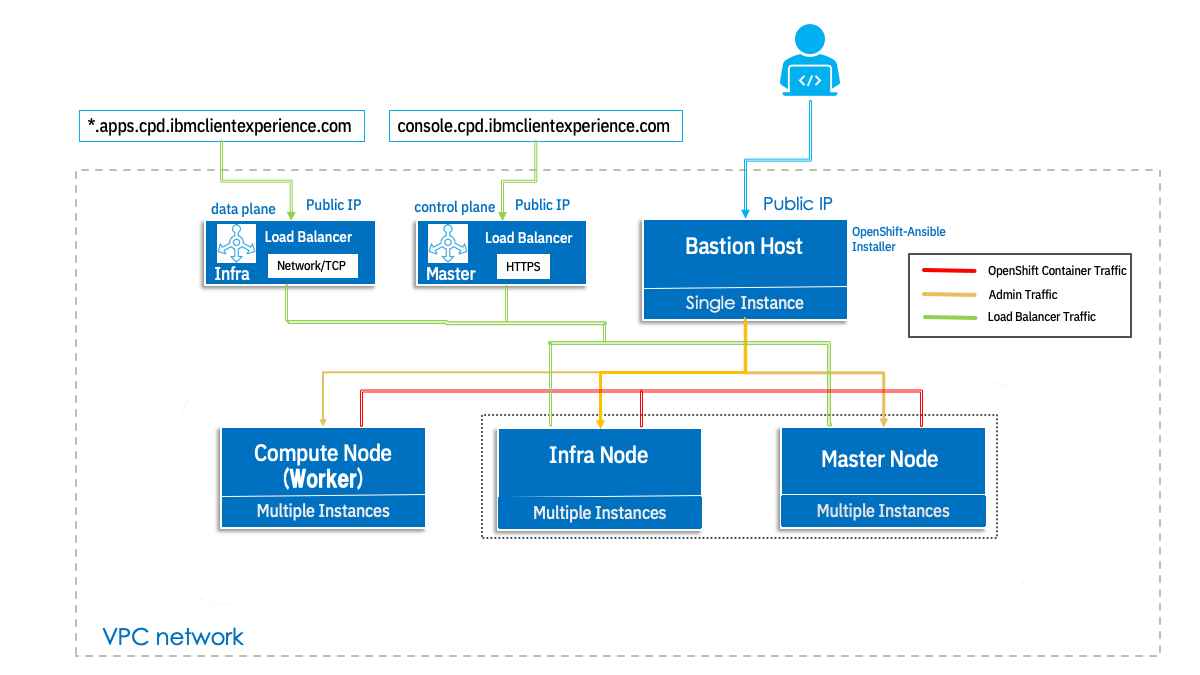 </>
*.apps.cpd.ibmclientexperience.com
console.cpd.ibmclientexperience.com
data plane
Public IP
Infra
Load Balancer
Network/TCP
control plane
Public IP
Master
Load Balancer
HTTPS
Public IP
Bastion Host
Single Instance
OpenShift-Ansible
Installer
OpenShift Container Traffic
Admin Traffic
Load Balancer Traffic
Compute Node
(Worker)
Multiple Instances
Infra Node
Multiple Instances
Master Node
Multiple Instances
VPC network